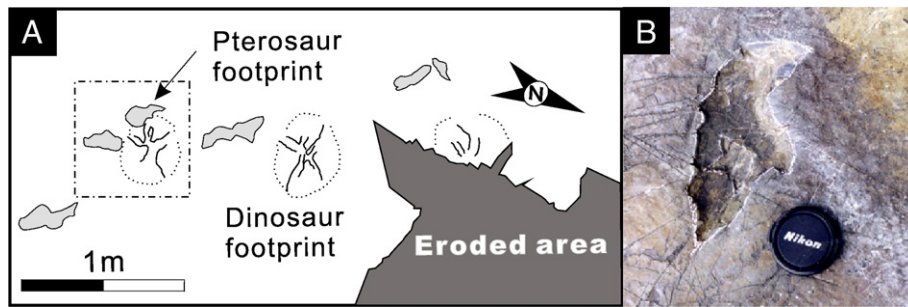 A
Pterosaur
footprint
N
Dinosaur
footprint
Eroded area
1m
B
Nikon